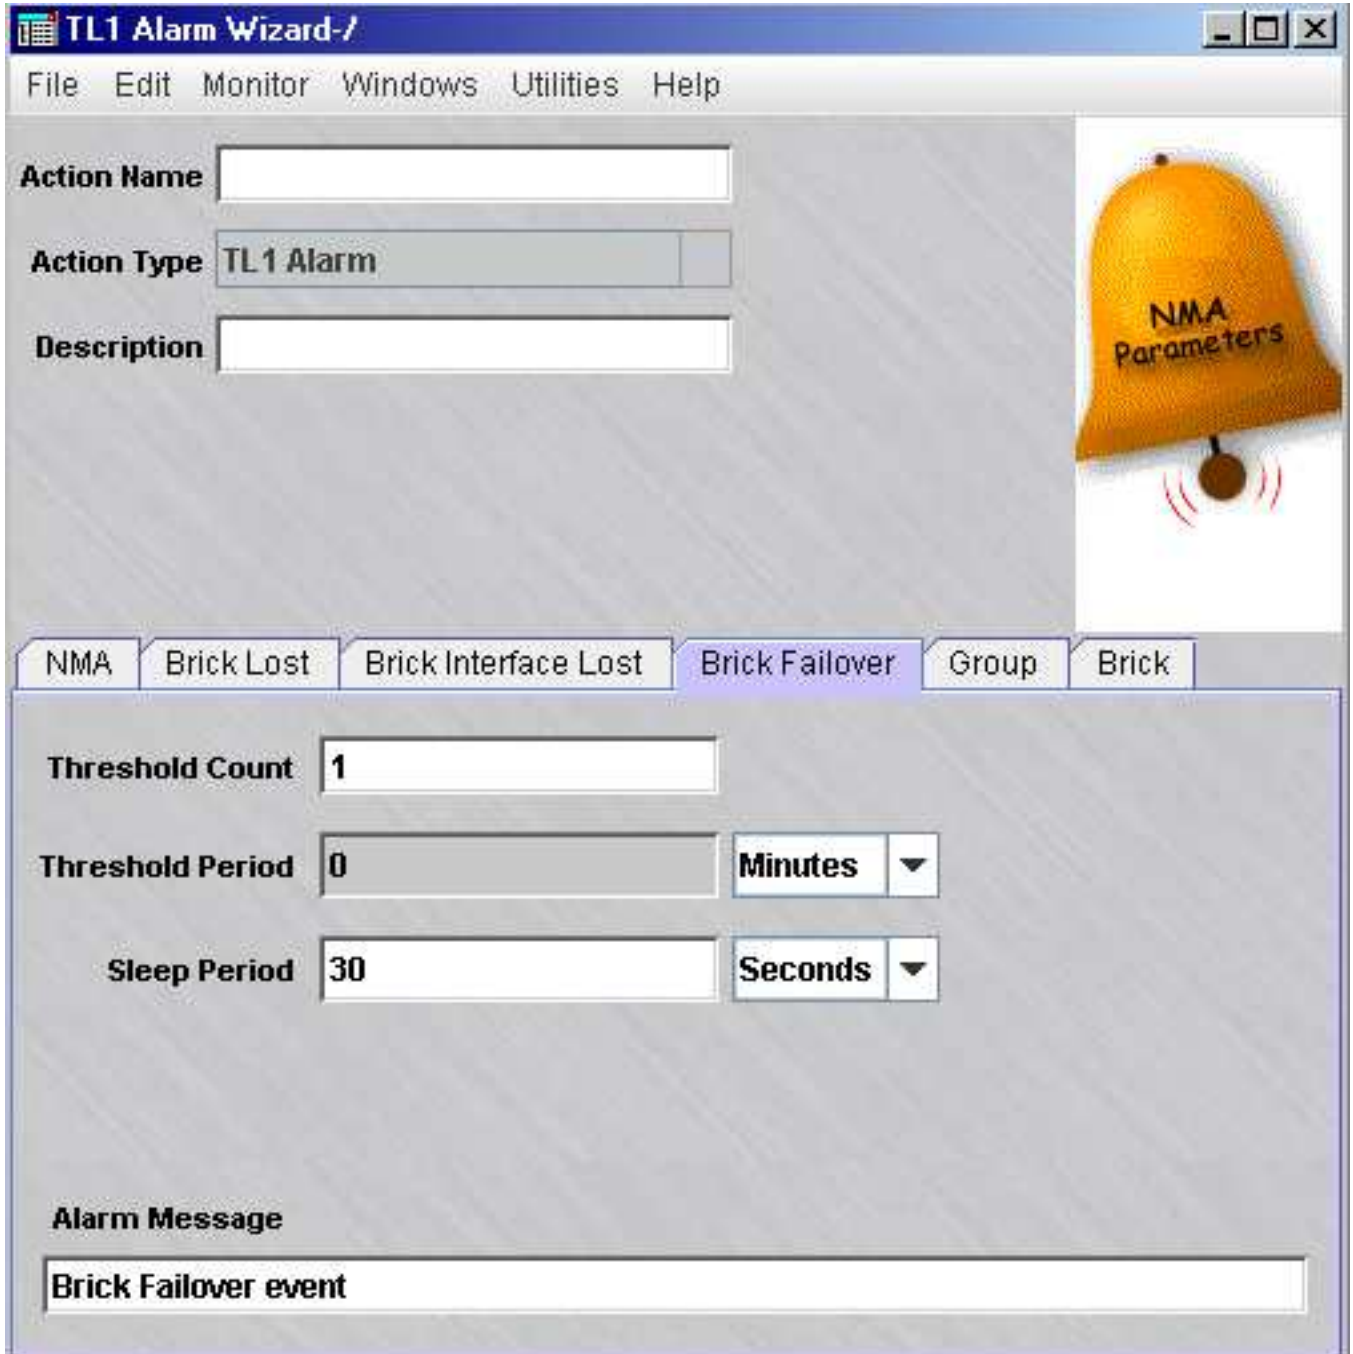 TL1 Alarm Wizard-/
File Edit Monitor Windows Utilities Help
Action Name
Action Type TL1 Alarm
Description
NMA
Parameters
NMA Brick Lost Brick Interface Lost Brick Failover Group Brick
Threshold Count 1
Threshold Period 0 Minutes
Sleep Period 30 Seconds
Alarm Message
Brick Failover event